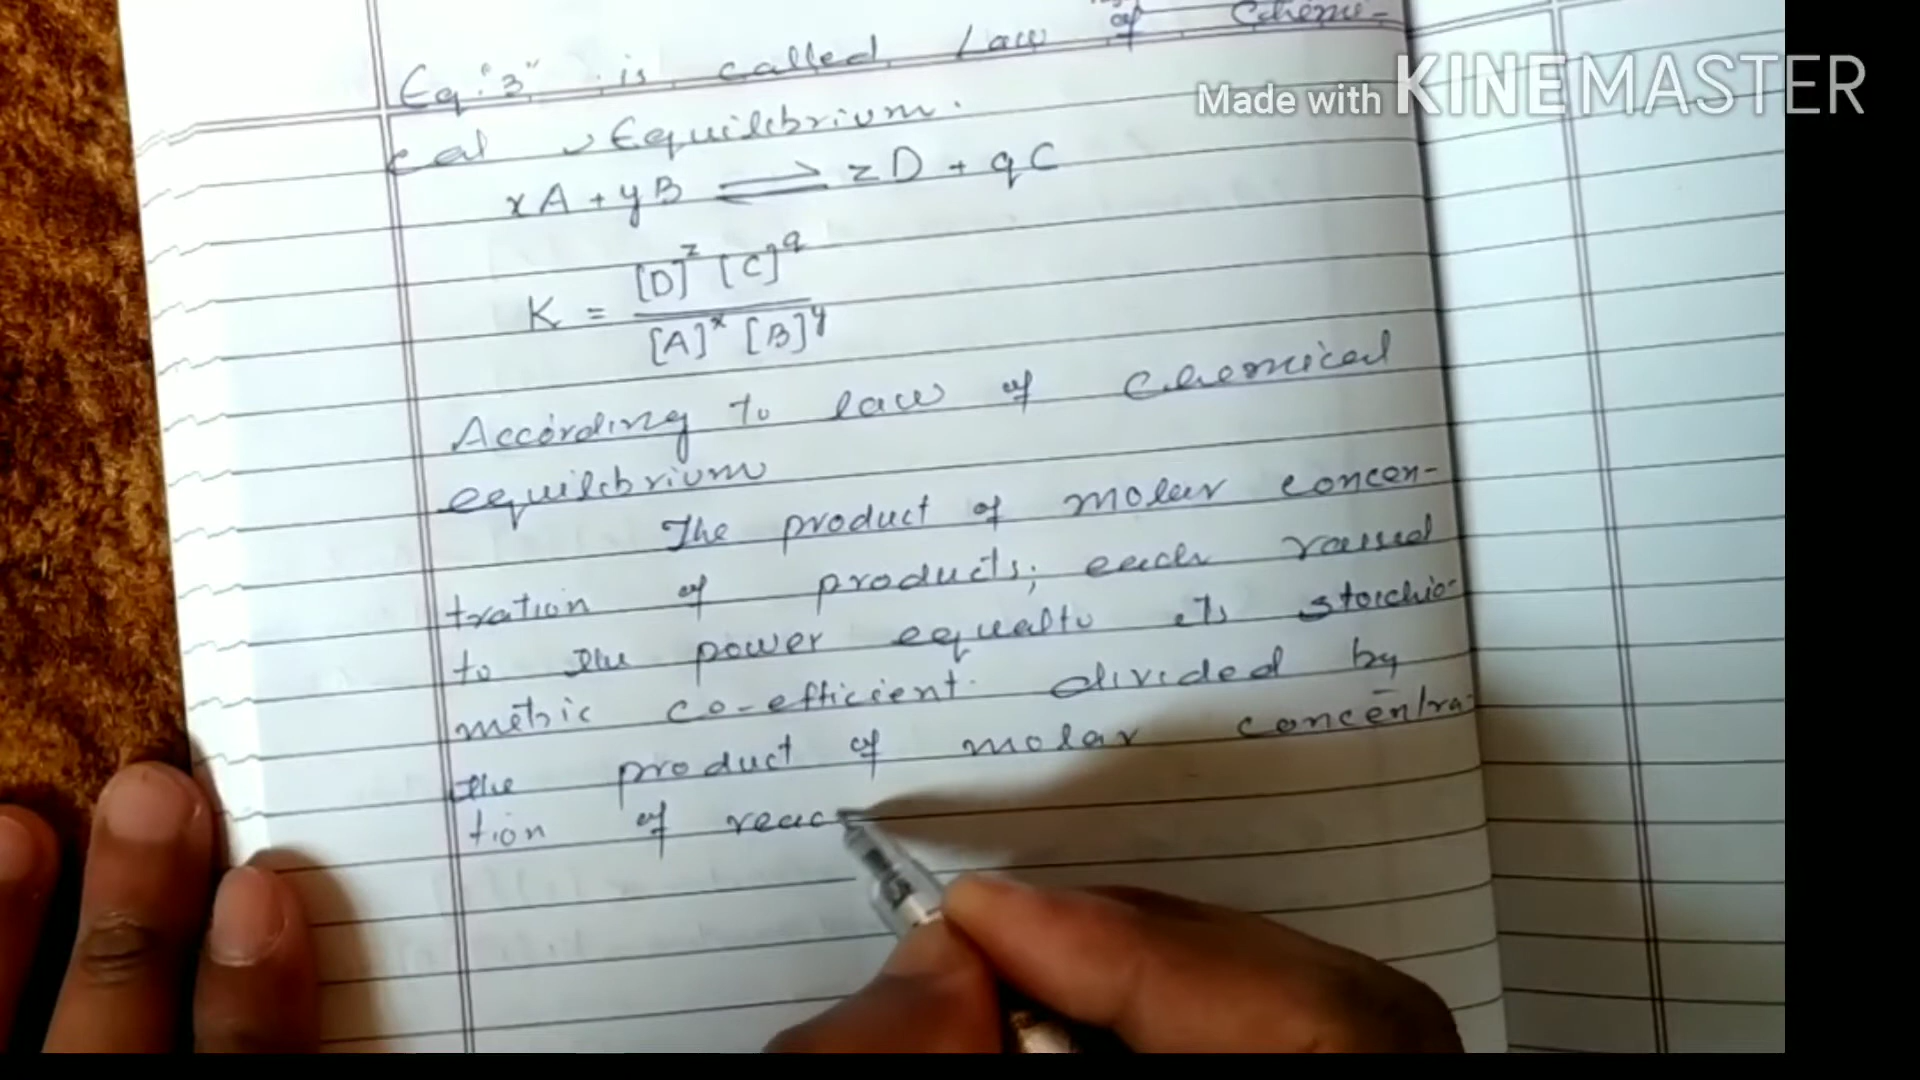 Eq: "3" is called Law of Chemi-
cal Equilibrium.
Made with KINEMASTER
xA + yB ⇌ zD + qC
K = [D]^z [C]^q / [A]^x [B]^y
According to law of Chemical
equilibrium
The product of molar concen-
tration of products, each raised
to the power equal to its stoichio-
metric co-efficient divided by
the product of molar concentra-
tion of reac